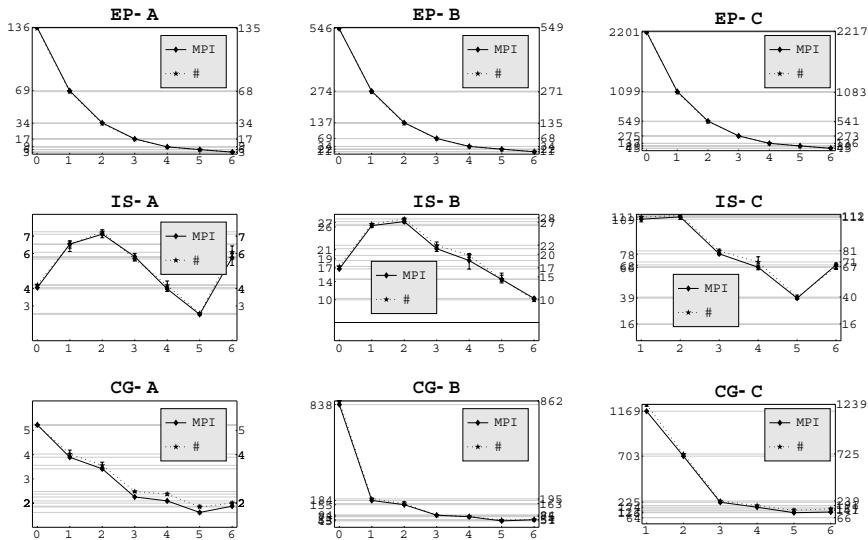 EP-A EP-B EP-C
136 135 546 549 2201 2217
MPI MPI MPI
# # #
69 68 274 271 1099 1083
34 34 137 135 549 541
17 17 69 68 275 273
0 1 2 3 4 5 6 0 1 2 3 4 5 6 0 1 2 3 4 5 6
IS-A IS-B IS-C
7 7 27 28 111 112
26 27 109
MPI
#
6 6 21 22 78 81
19 20 71
4 4 17 17 67
MPI MPI
# #
14 15 39 40
3 3 10 10 16 16
0 1 2 3 4 5 6 0 1 2 3 4 5 6 1 2 3 4 5 6
CG-A CG-B CG-C
838 862 1169 1239
MPI MPI MPI
# # #
5 5
4 4 703 725
3
2 2 184 195 225 239
155 163
64 66
0 1 2 3 4 5 6 0 1 2 3 4 5 6 1 2 3 4 5 6